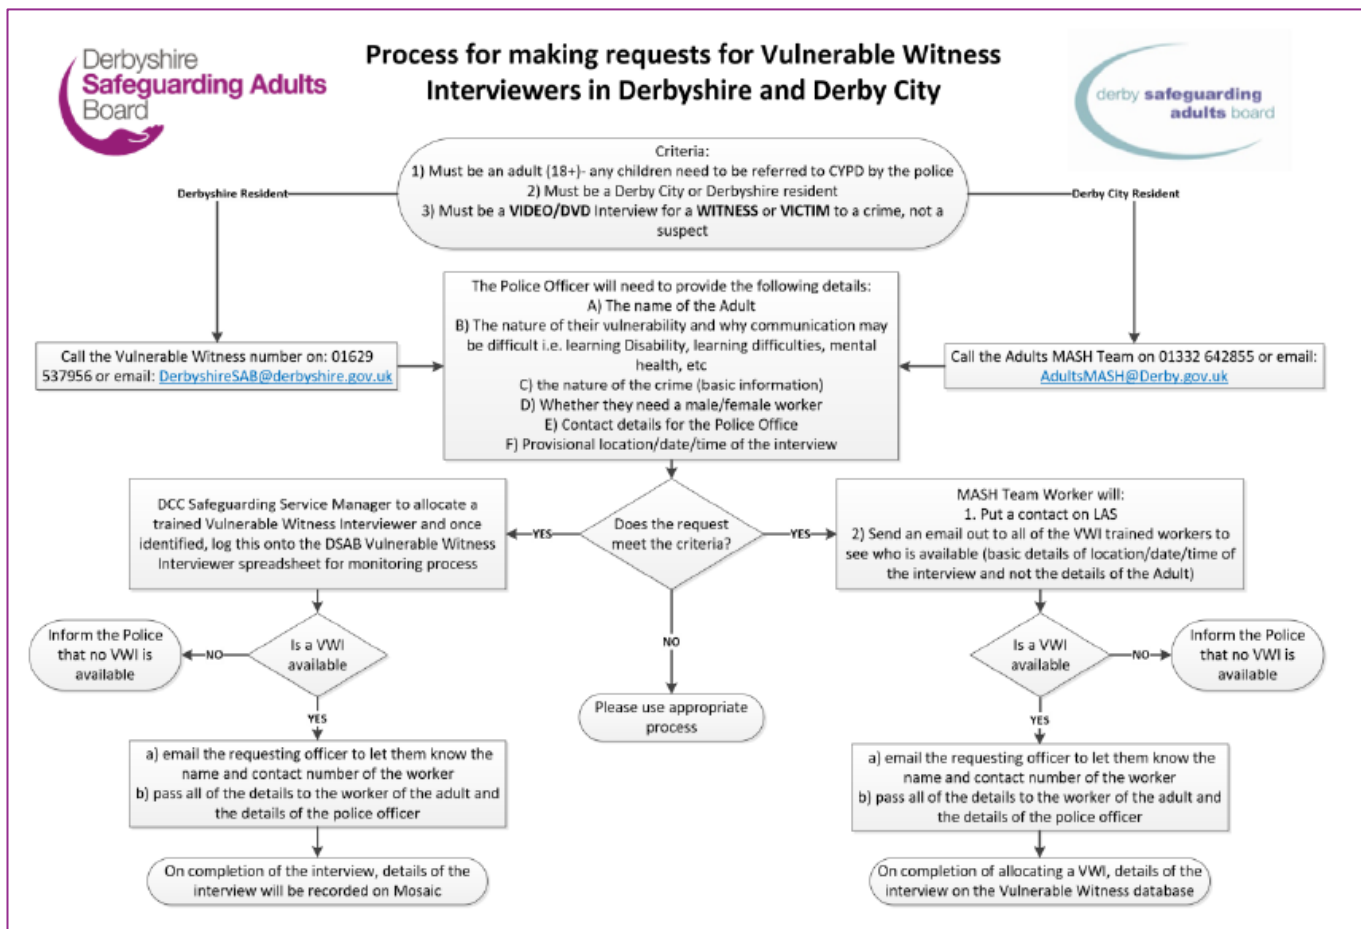 Derbyshire
Safeguarding Adults
Board
Process for making requests for Vulnerable Witness
Interviewers in Derbyshire and Derby City
derby safeguarding
adults board
Criteria:
1) Must be an adult (18+)- any children need to be referred to CYPD by the police
2) Must be a Derby City or Derbyshire resident
3) Must be a VIDEO/DVD Interview for a WITNESS or VICTIM to a crime, not a
suspect
Derbyshire Resident
Derby City Resident
Call the Vulnerable Witness number on: 01629
537956 or email: DerbyshireSAB@derbyshire.gov.uk
The Police Officer will need to provide the following details:
A) The name of the Adult
B) The nature of their vulnerability and why communication may
be difficult i.e. learning Disability, learning difficulties, mental
health, etc
C) the nature of the crime (basic information)
D) Whether they need a male/female worker
E) Contact details for the Police Office
F) Provisional location/date/time of the interview
Call the Adults MASH Team on 01332 642855 or email:
AdultsMASH@Derby.gov.uk
DCC Safeguarding Service Manager to allocate a
trained Vulnerable Witness Interviewer and once
identified, log this onto the DSAB Vulnerable Witness
Interviewer spreadsheet for monitoring process
YES
Does the request
meet the criteria?
YES
MASH Team Worker will:
1. Put a contact on LAS
2) Send an email out to all of the VWI trained workers to
see who is available (basic details of location/date/time of
the interview and not the details of the Adult)
Inform the Police
that no VWI is
available
NO
Is a VWI
available
NO
Is a VWI
available
NO
Inform the Police
that no VWI is
available
YES
Please use appropriate
process
YES
a) email the requesting officer to let them know the
name and contact number of the worker
b) pass all of the details to the worker of the adult and
the details of the police officer
a) email the requesting officer to let them know the
name and contact number of the worker
b) pass all of the details to the worker of the adult and
the details of the police officer
On completion of the interview, details of the
interview will be recorded on Mosaic
On completion of allocating a VWI, details of the
interview on the Vulnerable Witness database